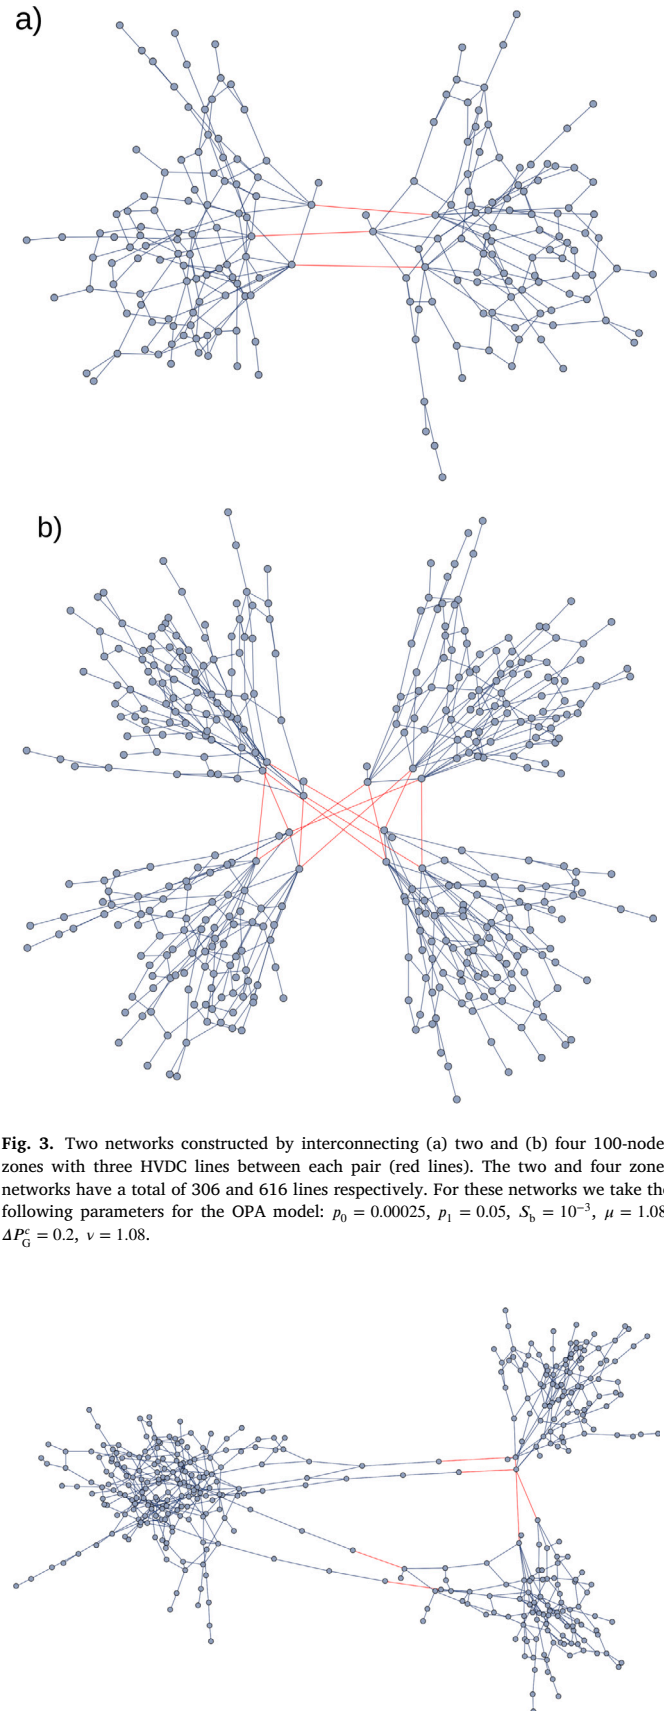 a)
b)
Fig. 3. Two networks constructed by interconnecting (a) two and (b) four 100-node
zones with three HVDC lines between each pair (red lines). The two and four zone
networks have a total of 306 and 616 lines respectively. For these networks we take the
following parameters for the OPA model: p₀ = 0.00025, p₁ = 0.05, S_b = 10⁻³, μ = 1.08
ΔP_G^c = 0.2, ν = 1.08.